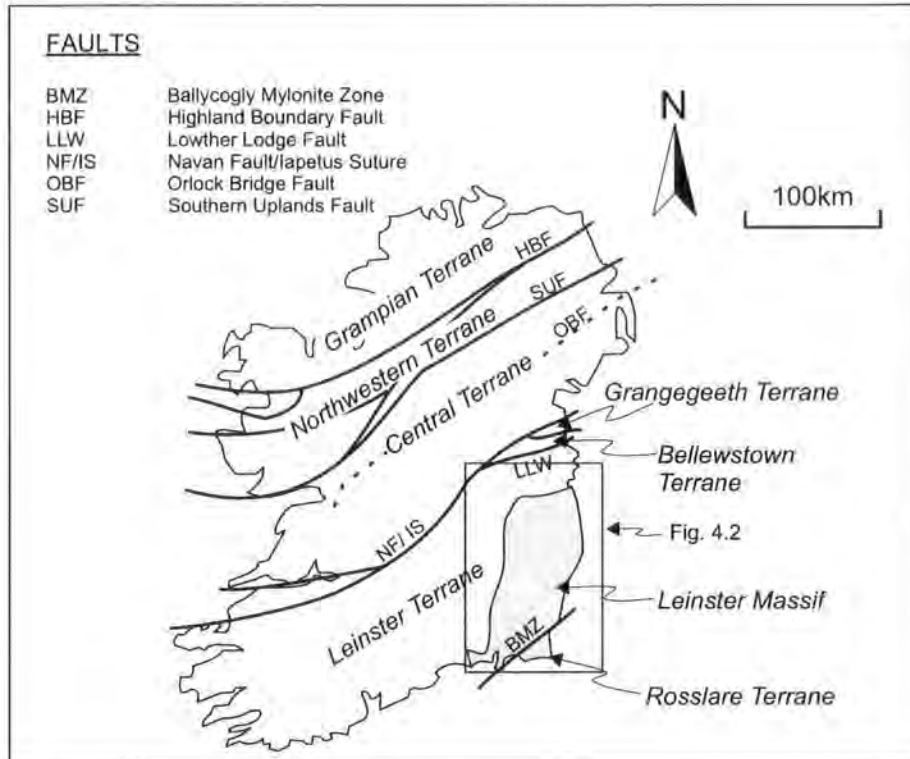 FAULTS
BMZ Ballycogly Mylonite Zone
HBF Highland Boundary Fault
LLW Lowther Lodge Fault
NF/IS Navan Fault/Iapetus Suture
OBF Orlock Bridge Fault
SUF Southern Uplands Fault
N
100km
Grampian Terrane
HBF
Northwestern Terrane
SUF
OBF
Central Terrane
Grangegeeth Terrane
Bellewstown
Terrane
LLW
Fig. 4.2
NF/ IS
Leinster Terrane
Leinster Massif
BMZ
Rosslare Terrane